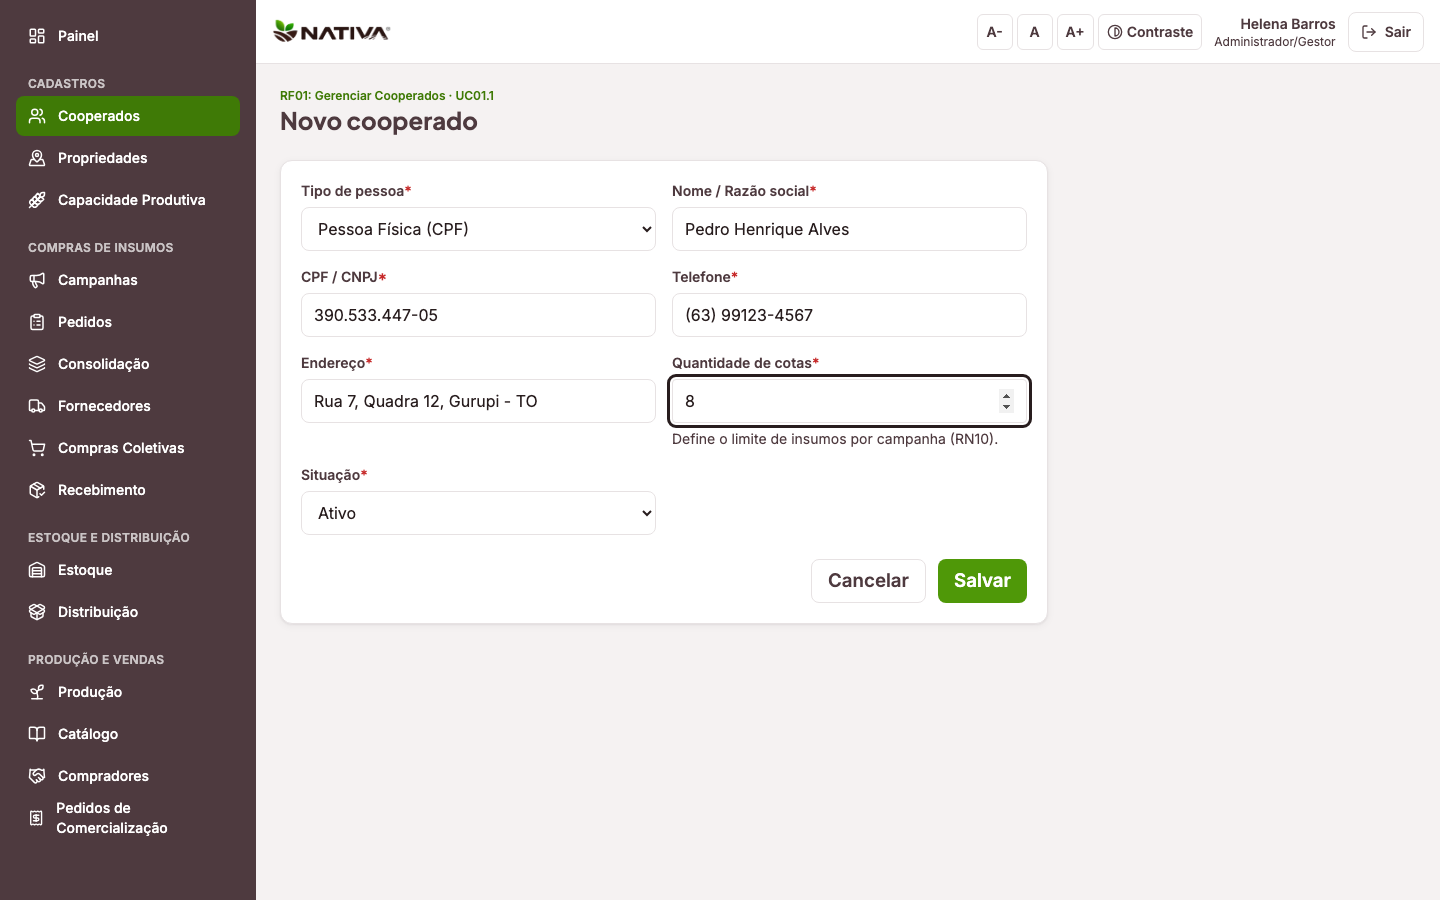 Painel
CADASTROS
Cooperados
Propriedades
Capacidade Produtiva
COMPRAS DE INSUMOS
Campanhas
Pedidos
Consolidação
Fornecedores
Compras Coletivas
Recebimento
ESTOQUE E DISTRIBUIÇÃO
Estoque
Distribuição
PRODUÇÃO E VENDAS
Produção
Catálogo
Compradores
Pedidos de
Comercialização
NATIVA
A-
A
A+
Contraste
Helena Barros
Administrador/Gestor
Sair
RF01: Gerenciar Cooperados · UC01.1
Novo cooperado
Tipo de pessoa*
Pessoa Física (CPF)
Nome / Razão social*
Pedro Henrique Alves
CPF / CNPJ*
390.533.447-05
Telefone*
(63) 99123-4567
Endereço*
Rua 7, Quadra 12, Gurupi - TO
Quantidade de cotas*
8
Define o limite de insumos por campanha (RN10).
Situação*
Ativo
Cancelar
Salvar